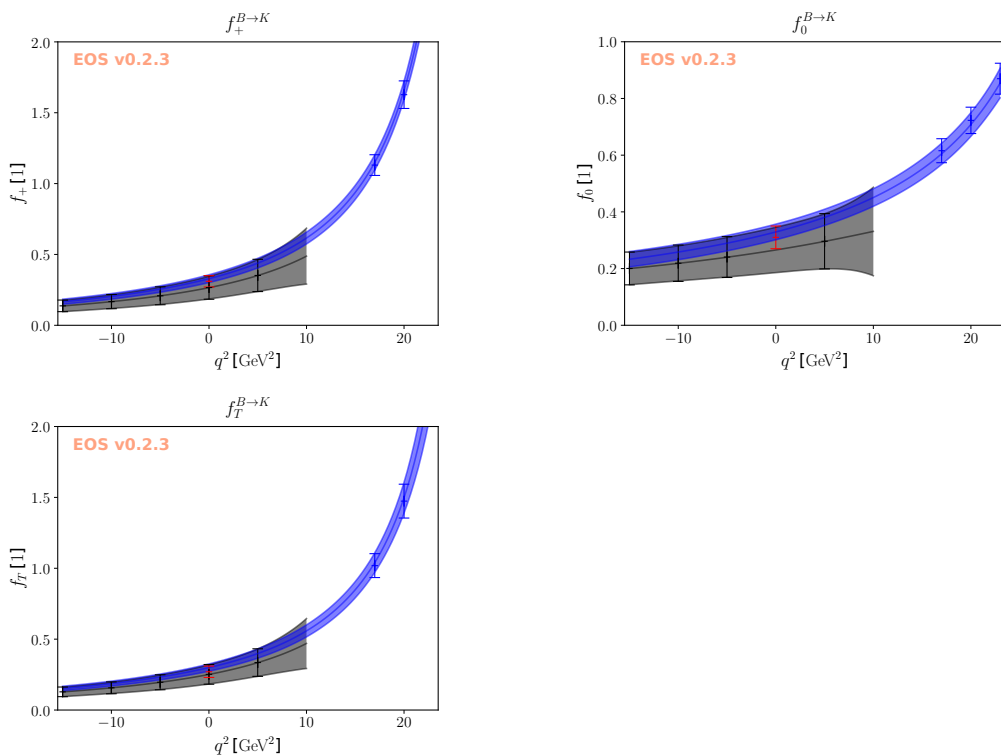 f_+^{B→K}
2.0
EOS v0.2.3
1.5
1.0
0.5
0.0
f_+ [1]
−10 0 10 20
q^2 [GeV^2]
f_0^{B→K}
1.0
EOS v0.2.3
0.8
0.6
0.4
0.2
0.0
f_0 [1]
−10 0 10 20
q^2 [GeV^2]
f_T^{B→K}
2.0
EOS v0.2.3
1.5
1.0
0.5
0.0
f_T [1]
−10 0 10 20
q^2 [GeV^2]